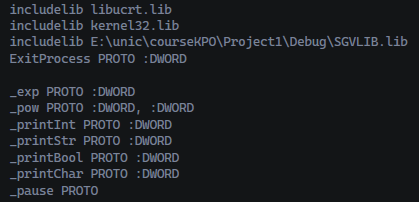 includelib libucrt.lib
includelib kernel32.lib
includelib E:\unic\courseKPO\Project1\Debug\SGVLIB.lib
ExitProcess PROTO :DWORD
_exp PROTO :DWORD
_pow PROTO :DWORD, :DWORD
_printInt PROTO :DWORD
_printStr PROTO :DWORD
_printBool PROTO :DWORD
_printChar PROTO :DWORD
_pause PROTO